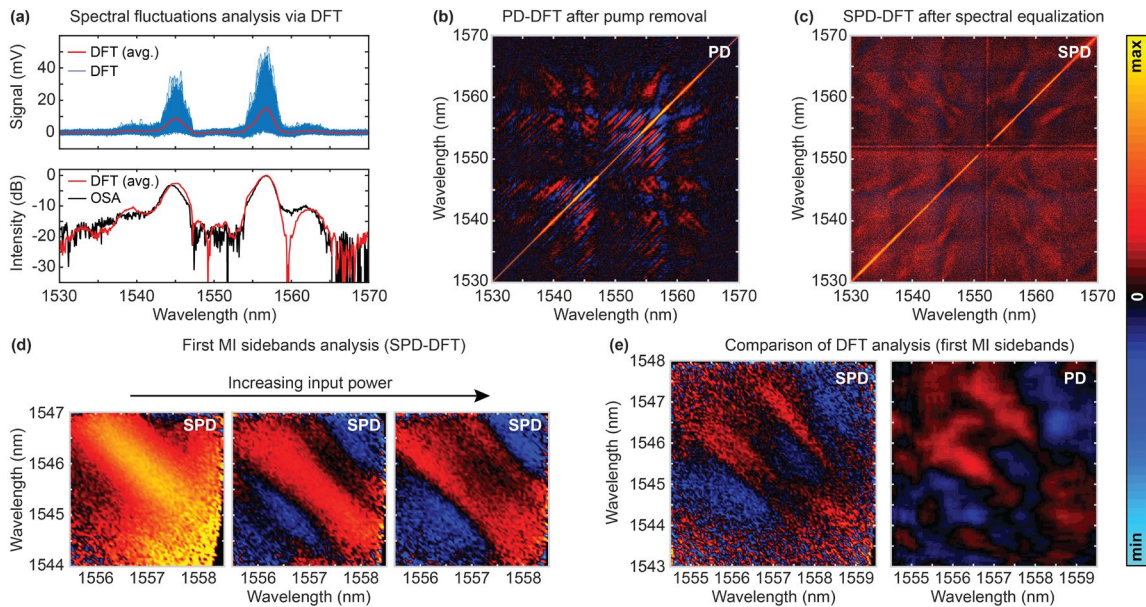 (a) Spectral fluctuations analysis via DFT
Signal (mV)
60
40
20
0
DFT (avg.)
DFT
Intensity (dB)
0
-10
-20
-30
DFT (avg.)
OSA
1530 1540 1550 1560 1570
Wavelength (nm)
(b) PD-DFT after pump removal
PD
Wavelength (nm)
1570
1560
1550
1540
1530
1530 1540 1550 1560 1570
Wavelength (nm)
(c) SPD-DFT after spectral equalization
SPD
Wavelength (nm)
1570
1560
1550
1540
1530
1530 1540 1550 1560 1570
Wavelength (nm)
max
0
min
(d) First MI sidebands analysis (SPD-DFT)
Increasing input power
Wavelength (nm)
1547
1546
1545
1544
SPD
SPD
SPD
1556 1557 1558
1556 1557 1558
1556 1557 1558
Wavelength (nm)
(e) Comparison of DFT analysis (first MI sidebands)
Wavelength (nm)
1548
1547
1546
1545
1544
1543
SPD
PD
1555 1556 1557 1558 1559
1555 1556 1557 1558 1559
Wavelength (nm)